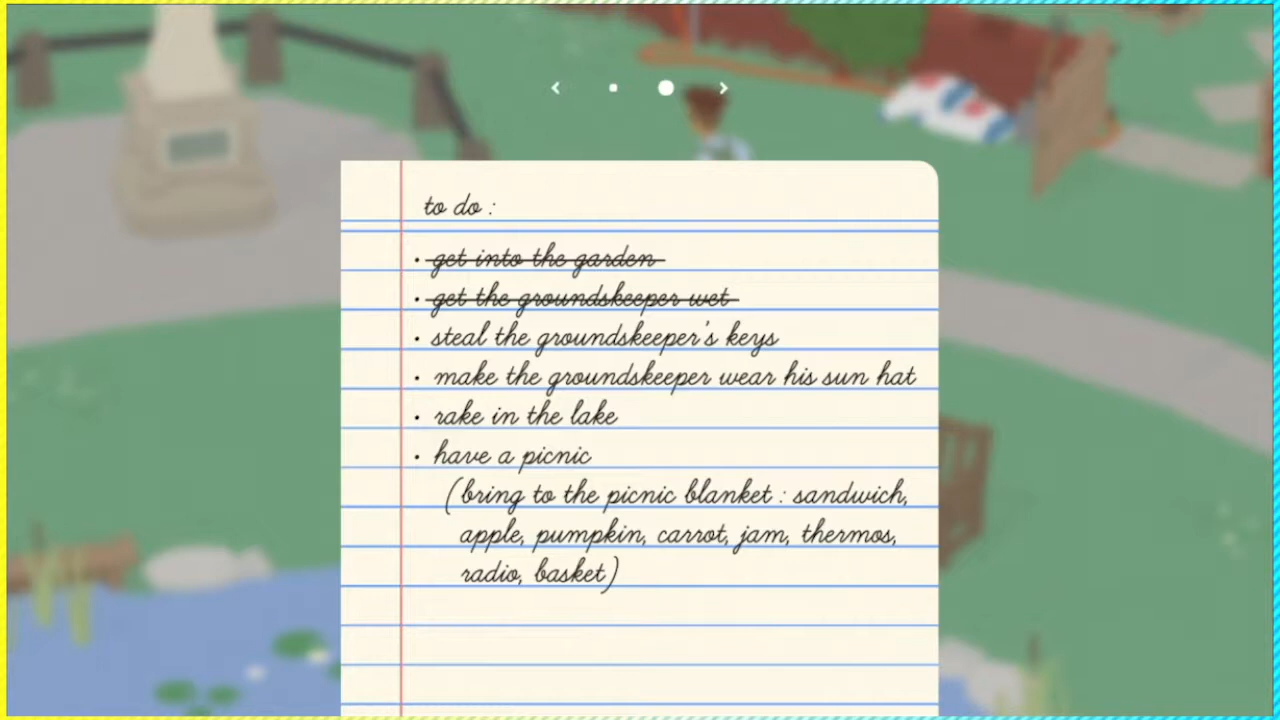 to do :
• get into the garden
• get the groundskeeper wet
• steal the groundskeeper's keys
• make the groundskeeper wear his sun hat
• rake in the lake
• have a picnic
(bring to the picnic blanket : sandwich,
apple, pumpkin, carrot, jam, thermos,
radio, basket)